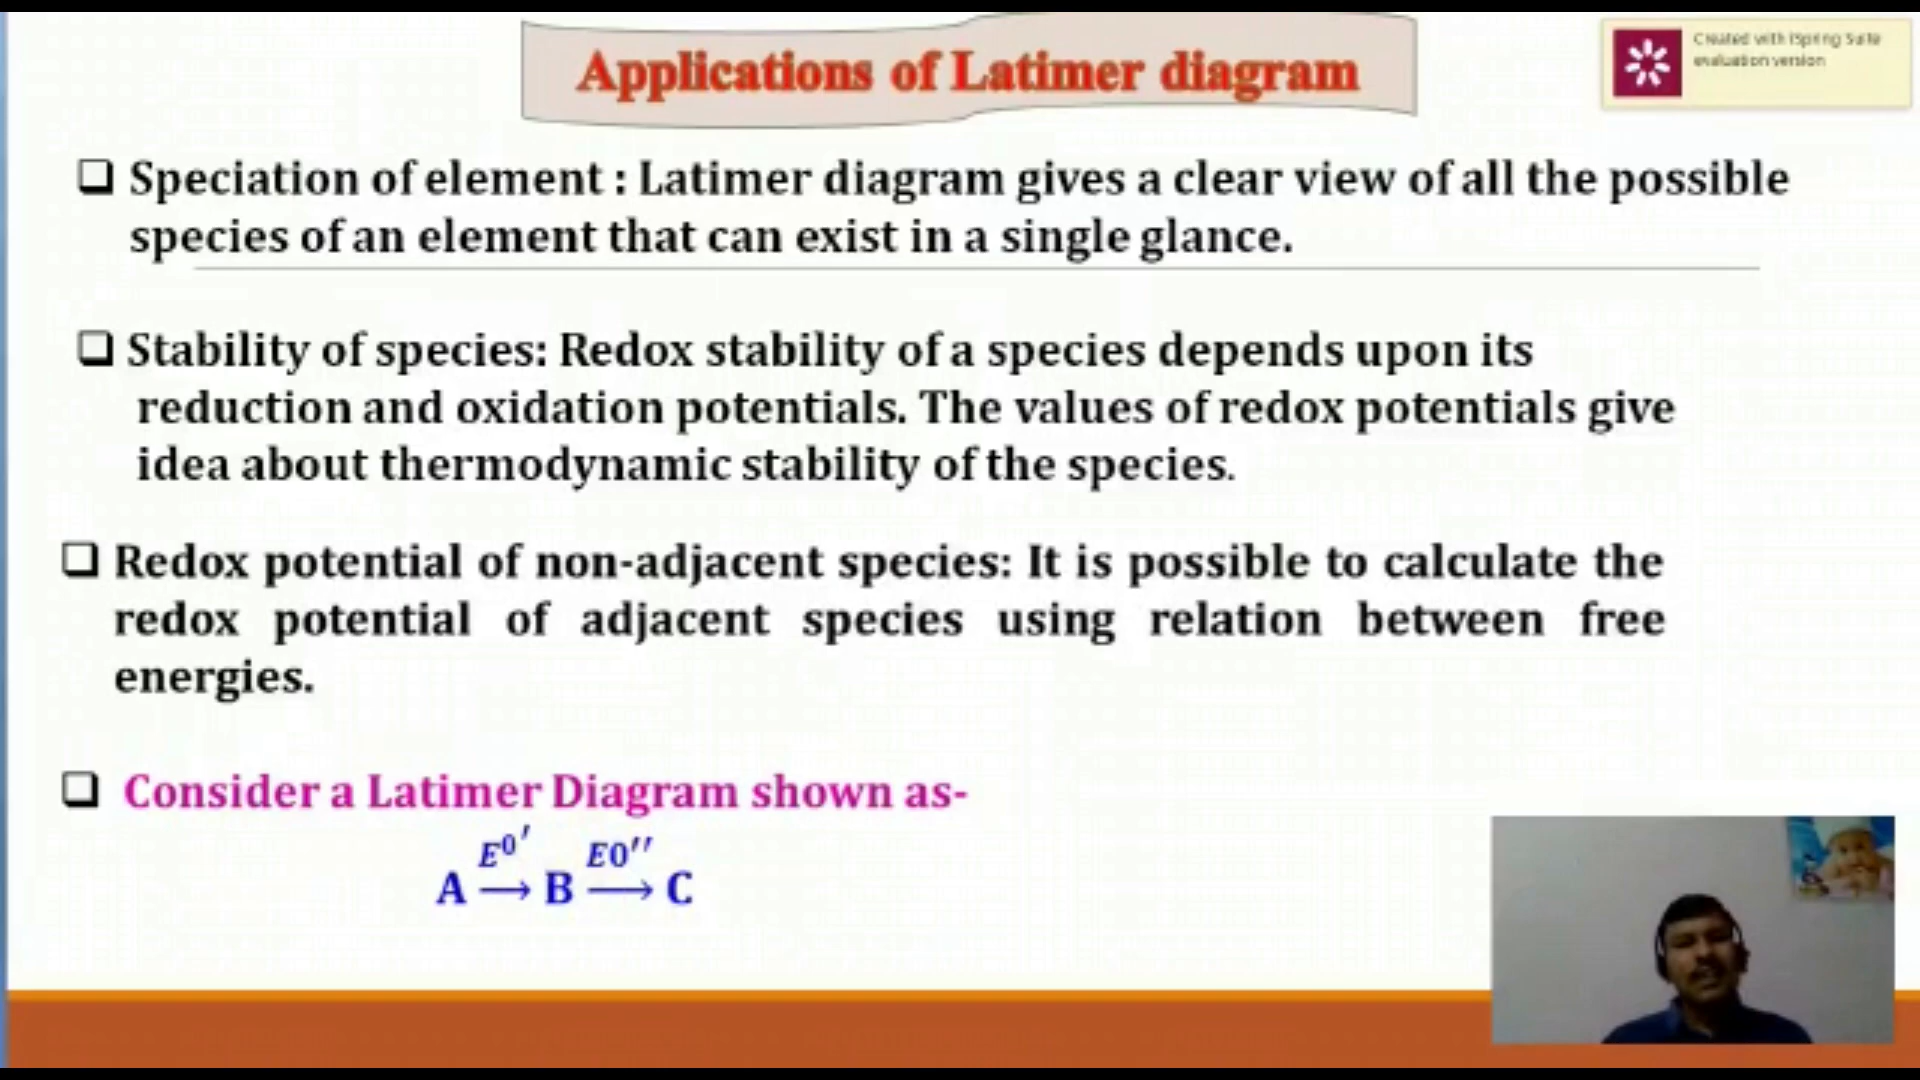 Applications of Latimer diagram
Created with iSpring Suite
evaluation version
❑ Speciation of element : Latimer diagram gives a clear view of all the possible
species of an element that can exist in a single glance.
❑ Stability of species: Redox stability of a species depends upon its
reduction and oxidation potentials. The values of redox potentials give
idea about thermodynamic stability of the species.
❑ Redox potential of non-adjacent species: It is possible to calculate the
redox potential of adjacent species using relation between free
energies.
❑ Consider a Latimer Diagram shown as-
E⁰′ E0′′
A → B → C